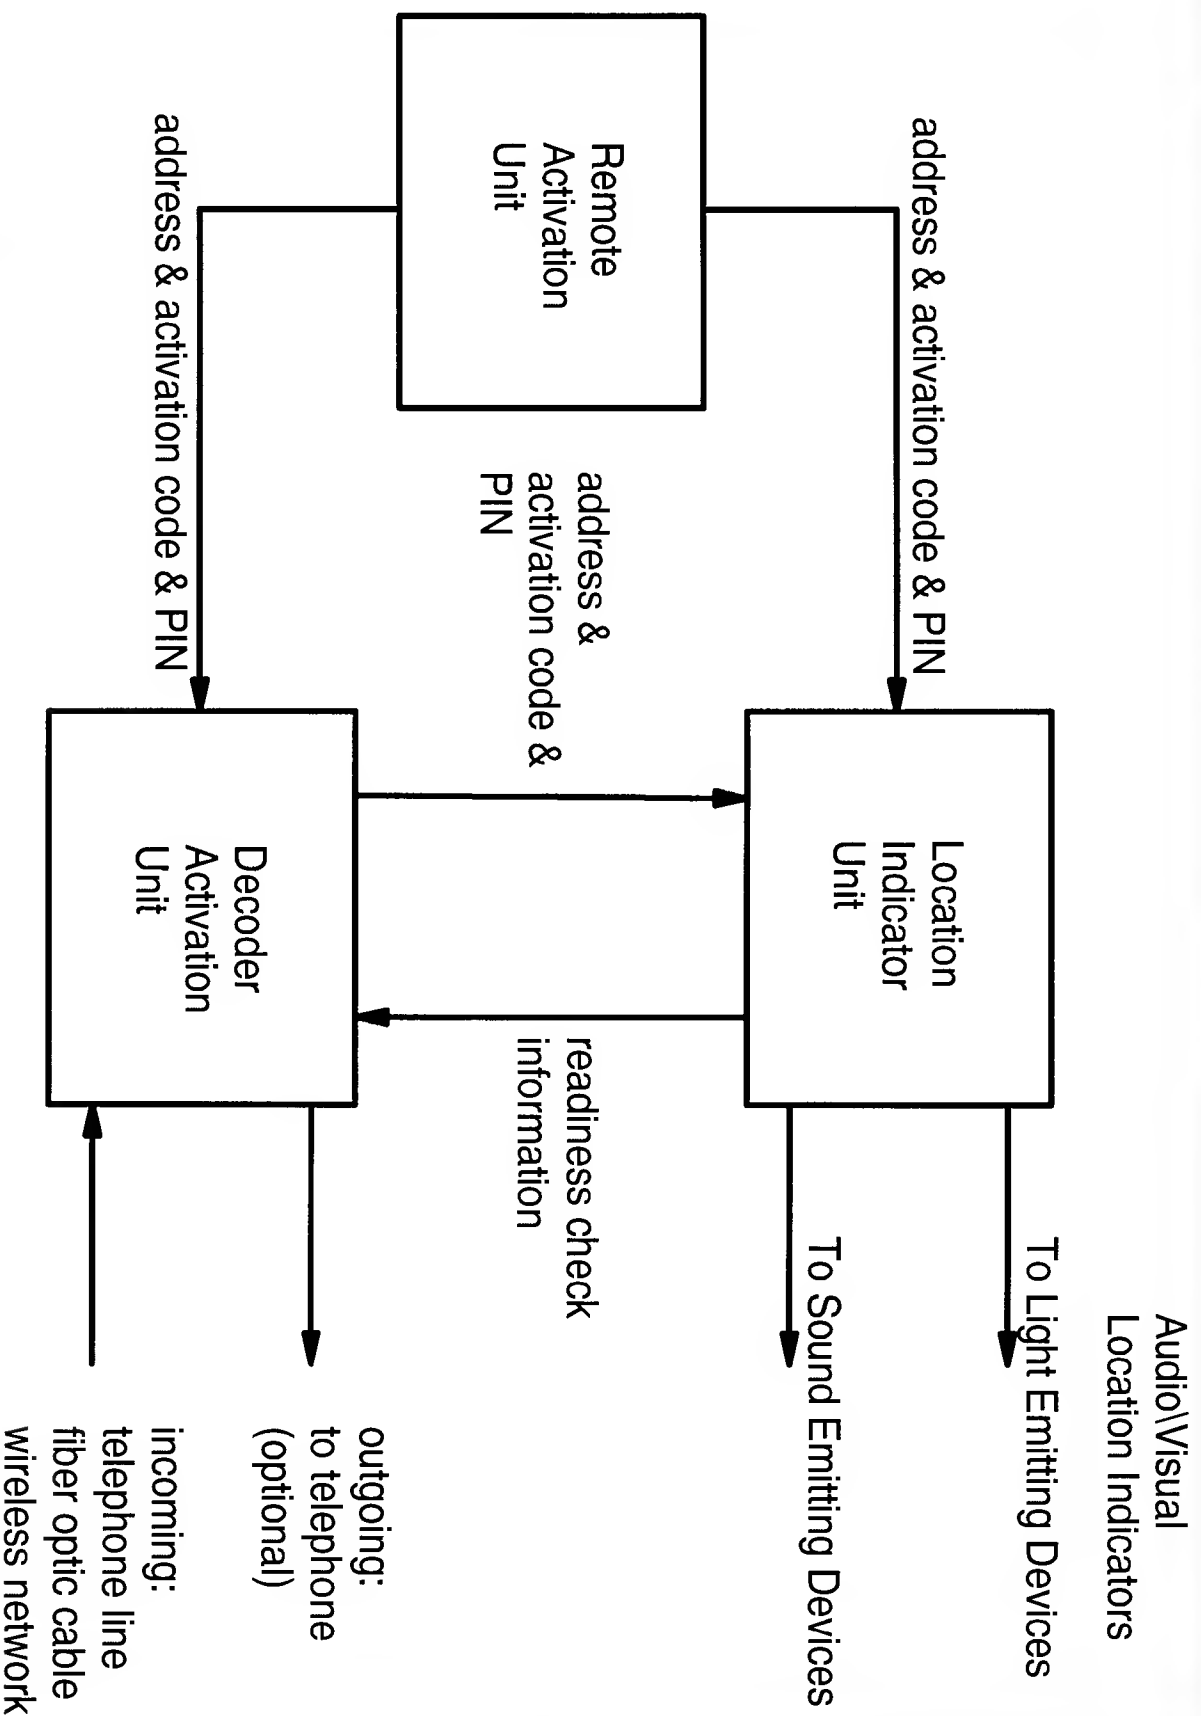 Audio\Visual
Location Indicators
address & activation code & PIN
Location
Indicator
Unit
To Light Emitting Devices
To Sound Emitting Devices
Remote
Activation
Unit
address &
activation code &
PIN
readiness check
information
address & activation code & PIN
Decoder
Activation
Unit
outgoing:
to telephone
(optional)
incoming:
telephone line
fiber optic cable
wireless network